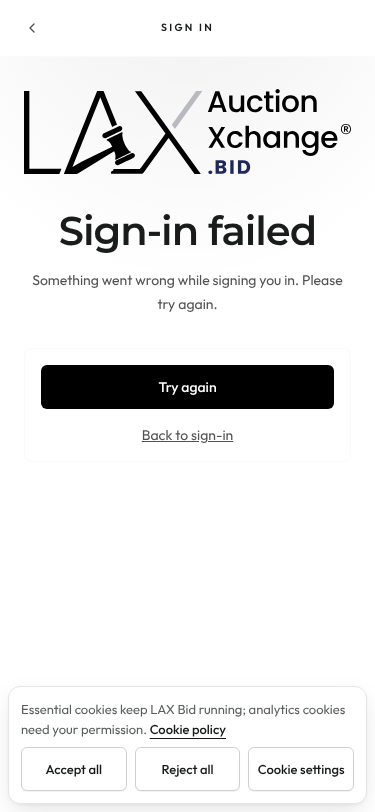 SIGN IN
LAX Auction
Xchange®
.BID
Sign-in failed
Something went wrong while signing you in. Please
try again.
Try again
Back to sign-in
Essential cookies keep LAX Bid running; analytics cookies
need your permission. Cookie policy
Accept all
Reject all
Cookie settings